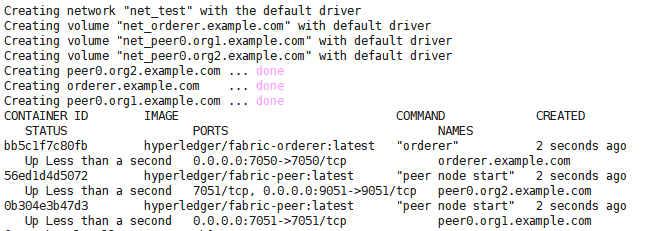 Creating network "net_test" with the default driver
Creating volume "net_orderer.example.com" with default driver
Creating volume "net_peer0.org1.example.com" with default driver
Creating volume "net_peer0.org2.example.com" with default driver
Creating peer0.org2.example.com ... done
Creating orderer.example.com    ... done
Creating peer0.org1.example.com ... done
CONTAINER ID        IMAGE                               COMMAND             CREATED
   STATUS                  PORTS                              NAMES
bb5c1f7c80fb        hyperledger/fabric-orderer:latest   "orderer"           2 seconds ago
   Up Less than a second   0.0.0.0:7050->7050/tcp             orderer.example.com
56ed1d4d5072        hyperledger/fabric-peer:latest      "peer node start"   2 seconds ago
   Up Less than a second   7051/tcp, 0.0.0.0:9051->9051/tcp   peer0.org2.example.com
0b304e3b47d3        hyperledger/fabric-peer:latest      "peer node start"   2 seconds ago
   Up Less than a second   0.0.0.0:7051->7051/tcp             peer0.org1.example.com